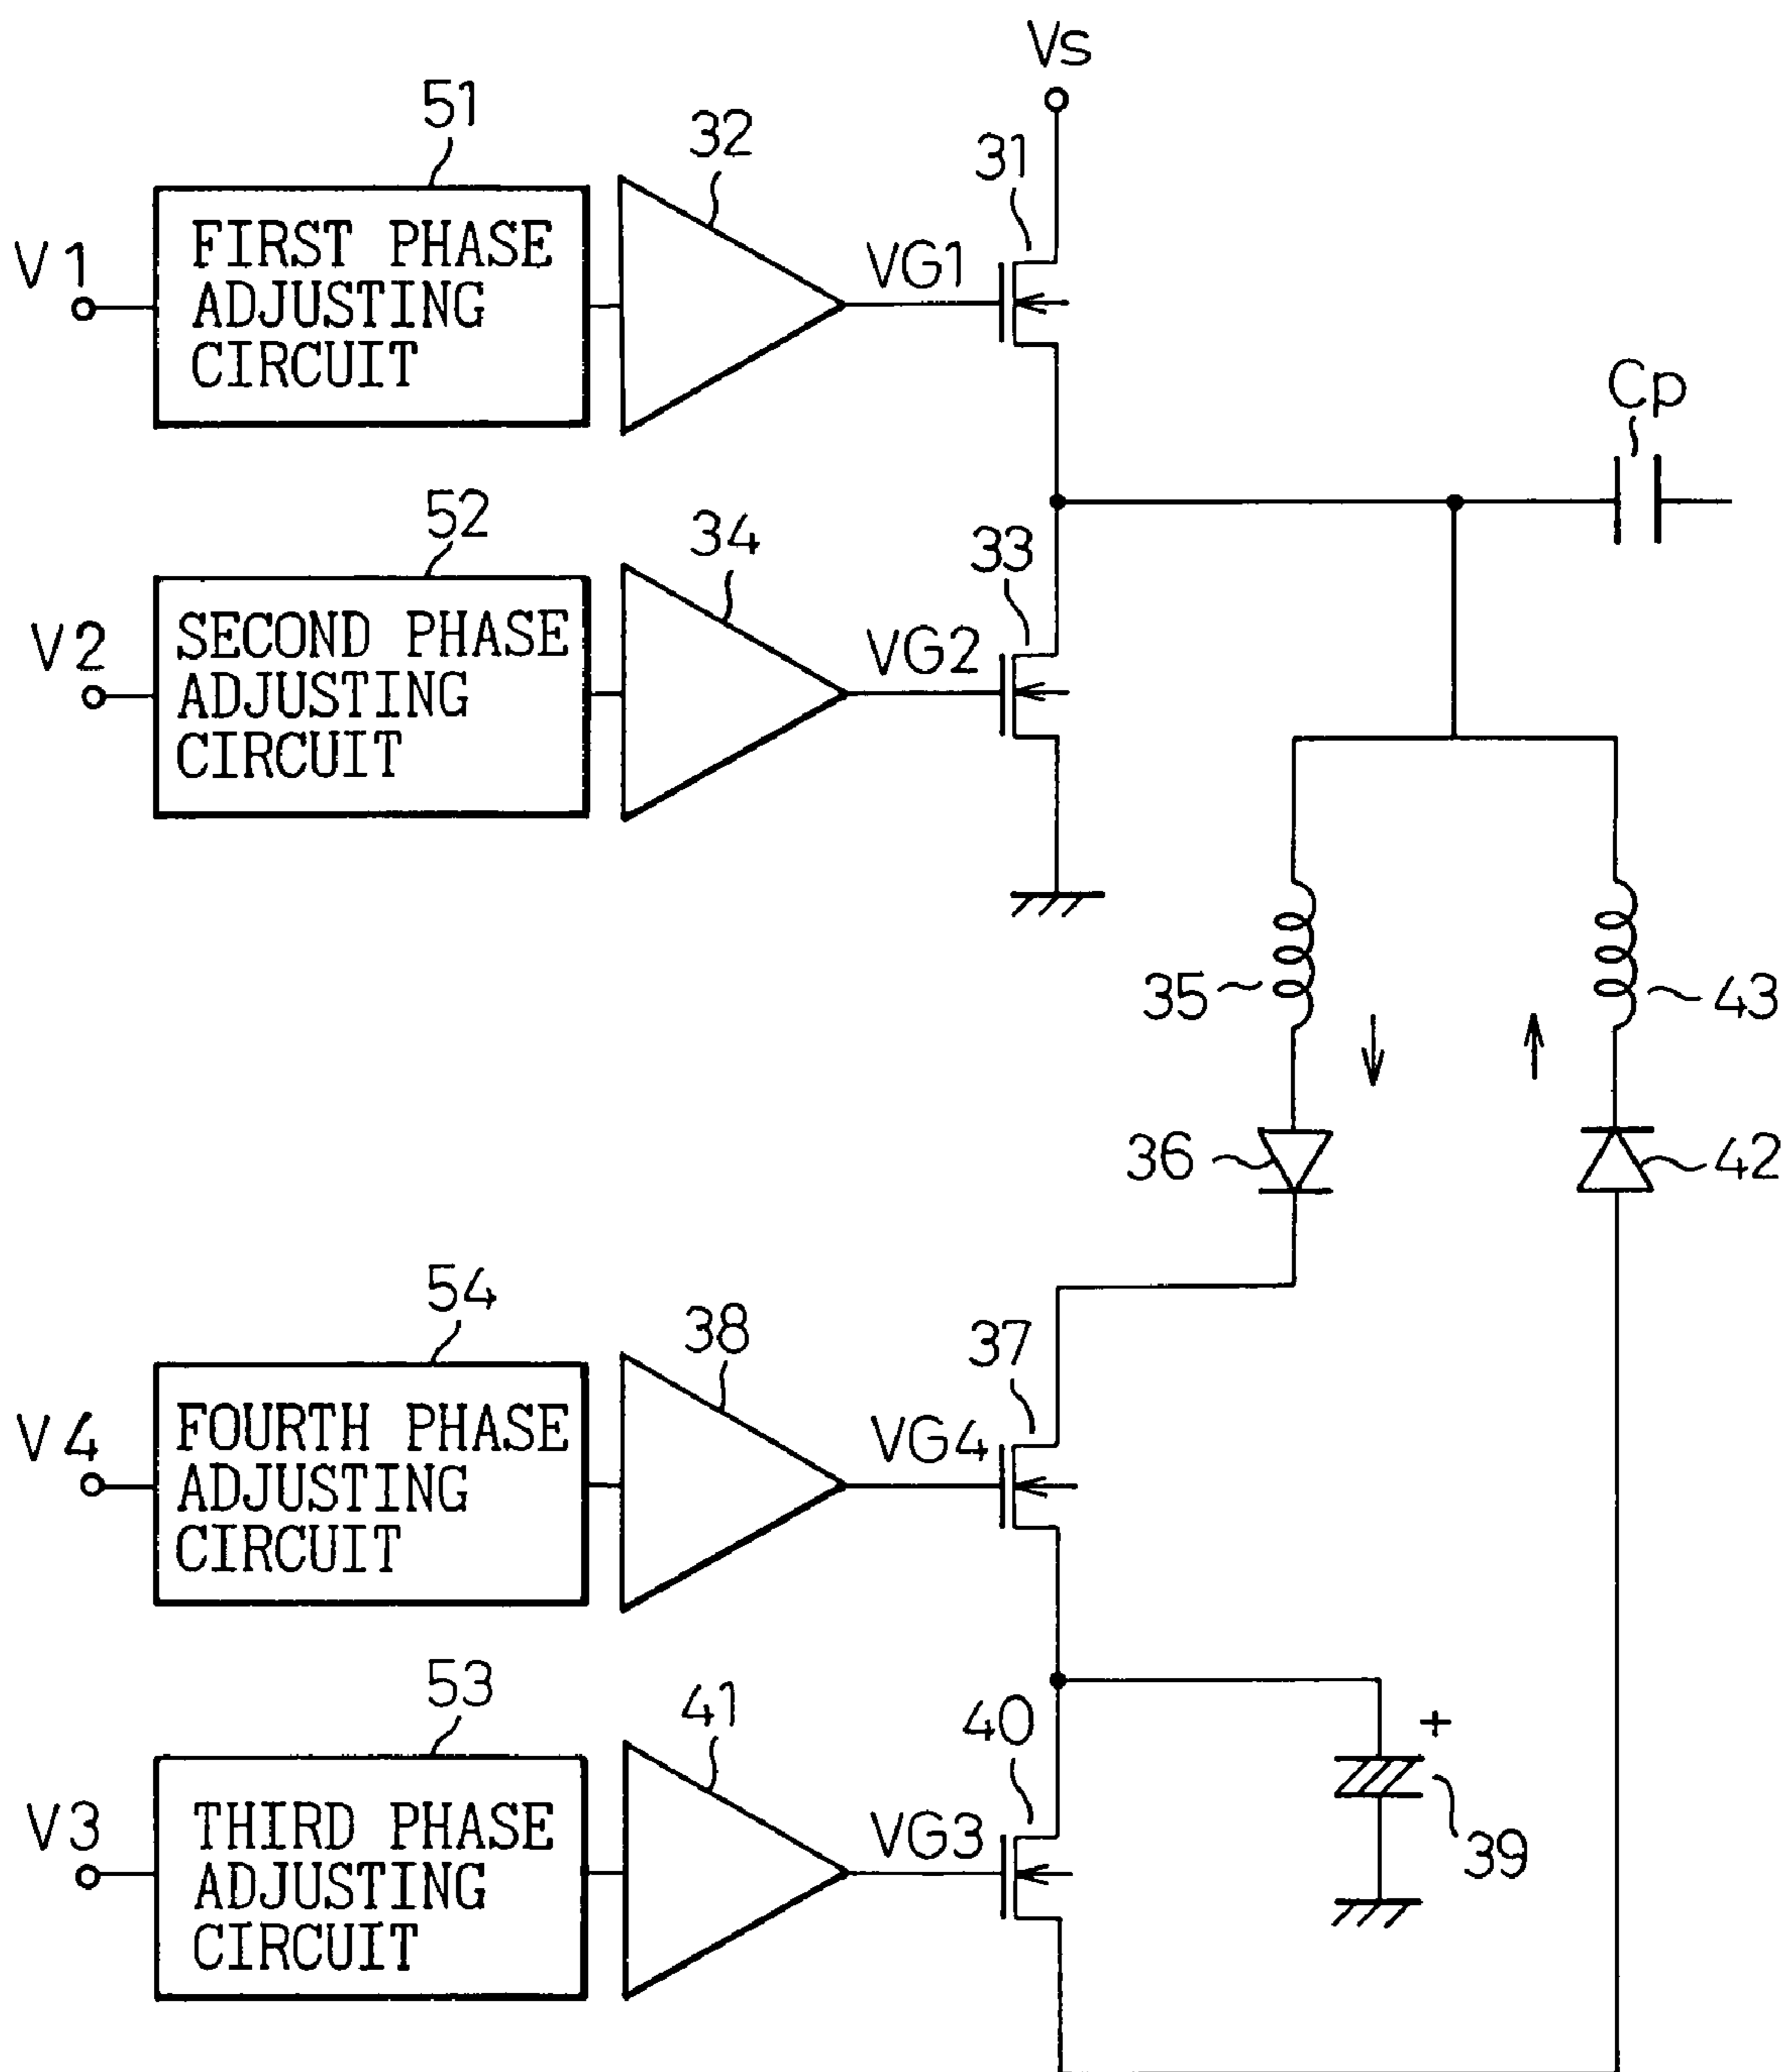 Vs
51
32
31
V1
FIRST PHASE
ADJUSTING
CIRCUIT
VG1
Cp
52
34
33
V2
SECOND PHASE
ADJUSTING
CIRCUIT
VG2
35
43
36
42
54
38
37
V4
FOURTH PHASE
ADJUSTING
CIRCUIT
VG4
53
41
40
+
V3
THIRD PHASE
ADJUSTING
CIRCUIT
VG3
39